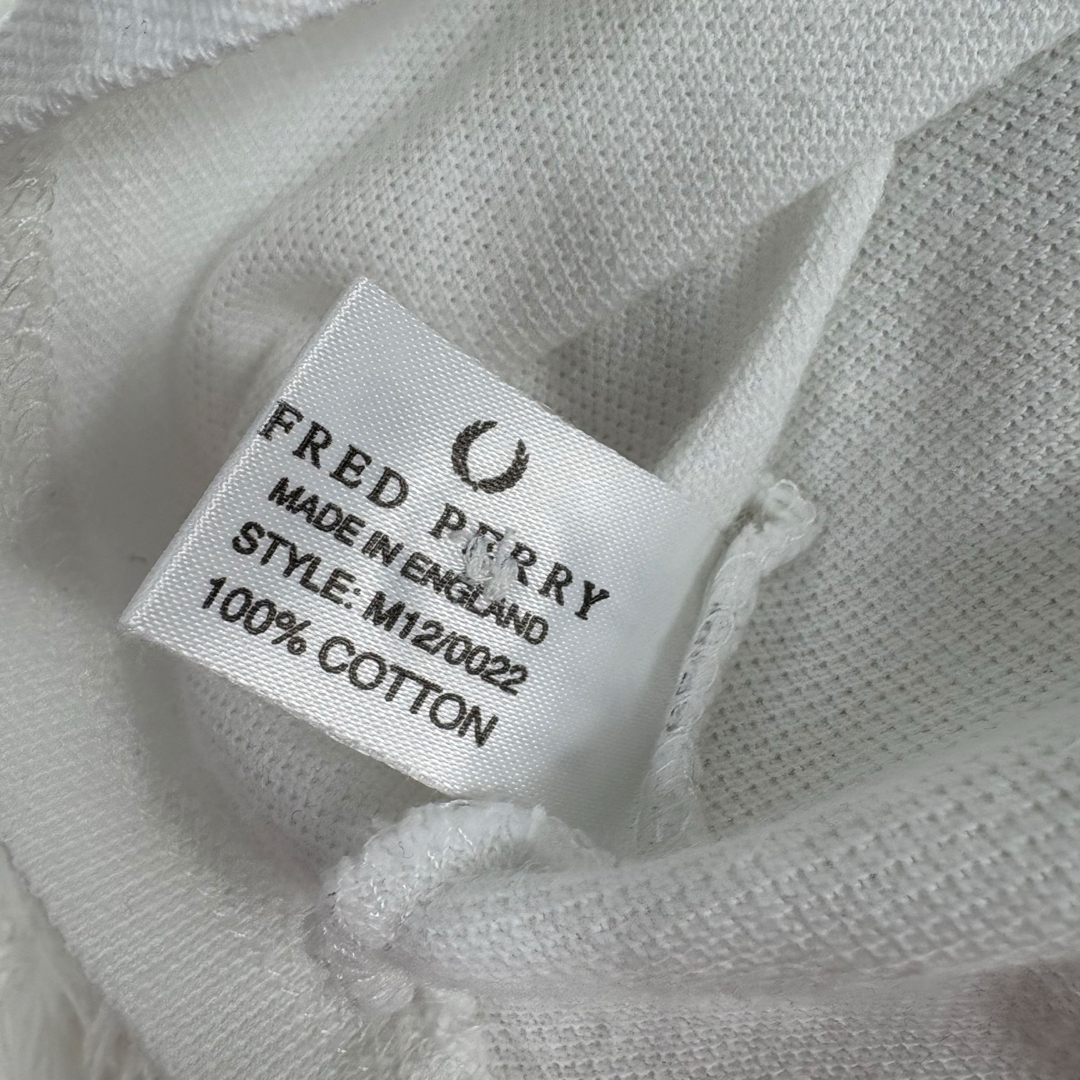 FRED PERRY
MADE IN ENGLAND
STYLE: M12/0022
100% COTTON